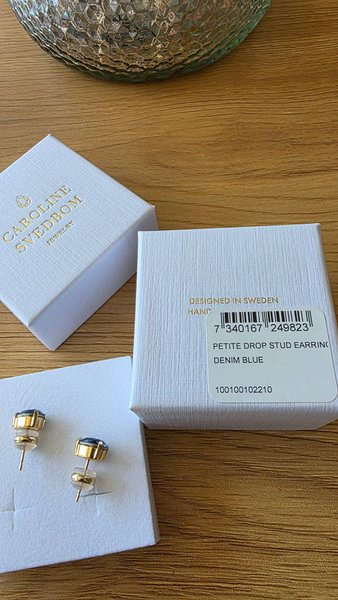 CAROLINE
SVEDBOM
JEWELRY
DESIGNED IN SWEDEN
7 340167 249823
PETITE DROP STUD EARRING
DENIM BLUE
100100102210